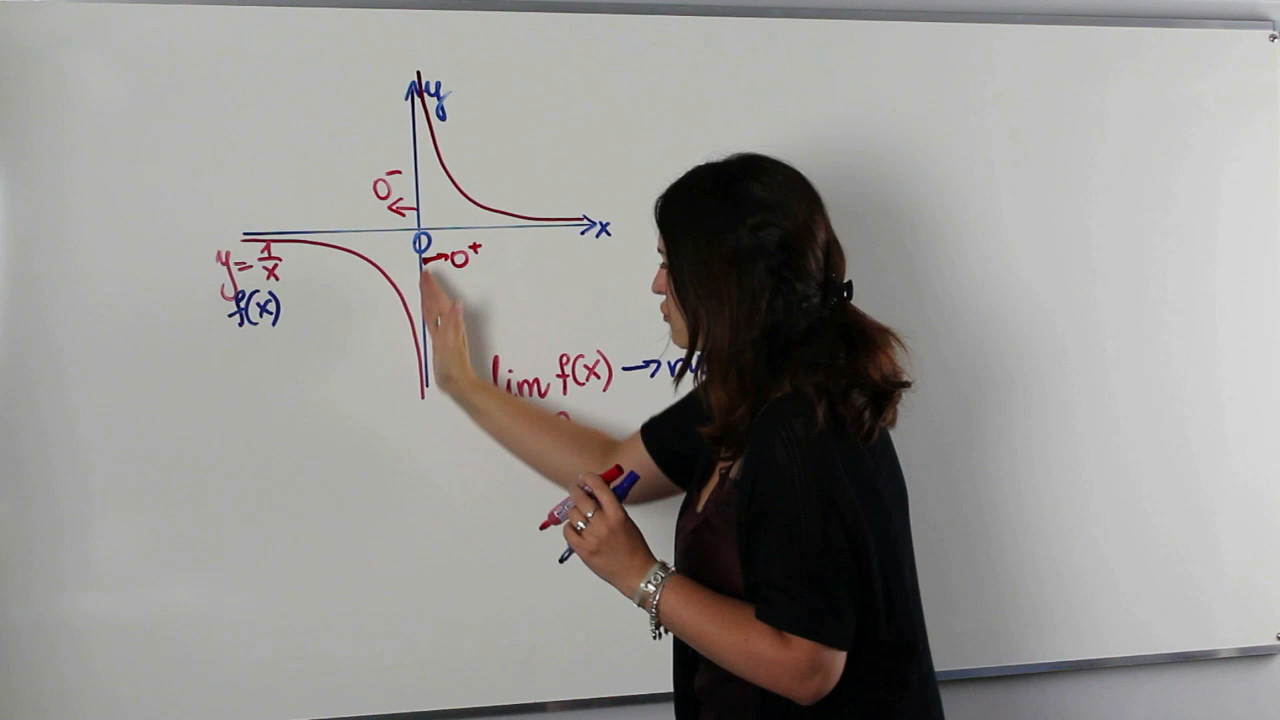 y
0⁻
x
0
0⁺
y = 1/x
f(x)
lim f(x) →